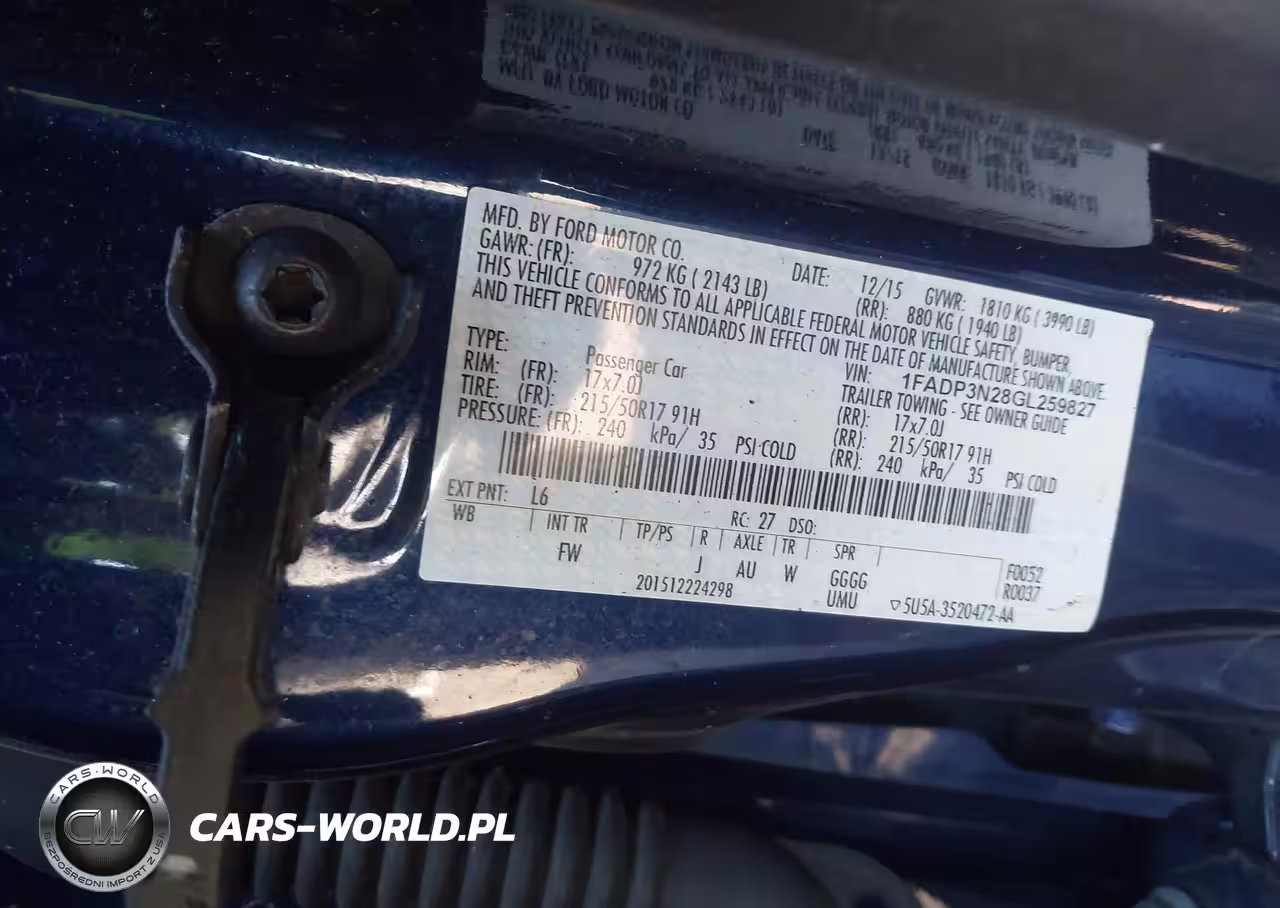 MFD. BY FORD MOTOR CO. DATE: 12/15 GVWR: 1810 KG ( 3990 LB)
GAWR: (FR): 972 KG ( 2143 LB) (RR): 880 KG ( 1940 LB)
THIS VEHICLE CONFORMS TO ALL APPLICABLE FEDERAL MOTOR VEHICLE SAFETY, BUMPER,
AND THEFT PREVENTION STANDARDS IN EFFECT ON THE DATE OF MANUFACTURE SHOWN ABOVE.
VIN: 1FADP3N28GL259827
TYPE: Passenger Car TRAILER TOWING - SEE OWNER GUIDE
RIM: (FR): 17x7.0J (RR): 17x7.0J
TIRE: (FR): 215/50R17 91H (RR): 215/50R17 91H
PRESSURE: (FR): 240 kPa/ 35 PSI COLD (RR): 240 kPa/ 35 PSI COLD
EXT PNT: L6 RC: 27 DSO:
WB INT TR TP/PS R AXLE TR SPR
FW J AU W GGGG F0052
201512224298 UMU R0037
▽5U5A-3520472-AA
CARS-WORLD
CW
BEZPOŚREDNI IMPORT Z USA
CARS-WORLD.PL